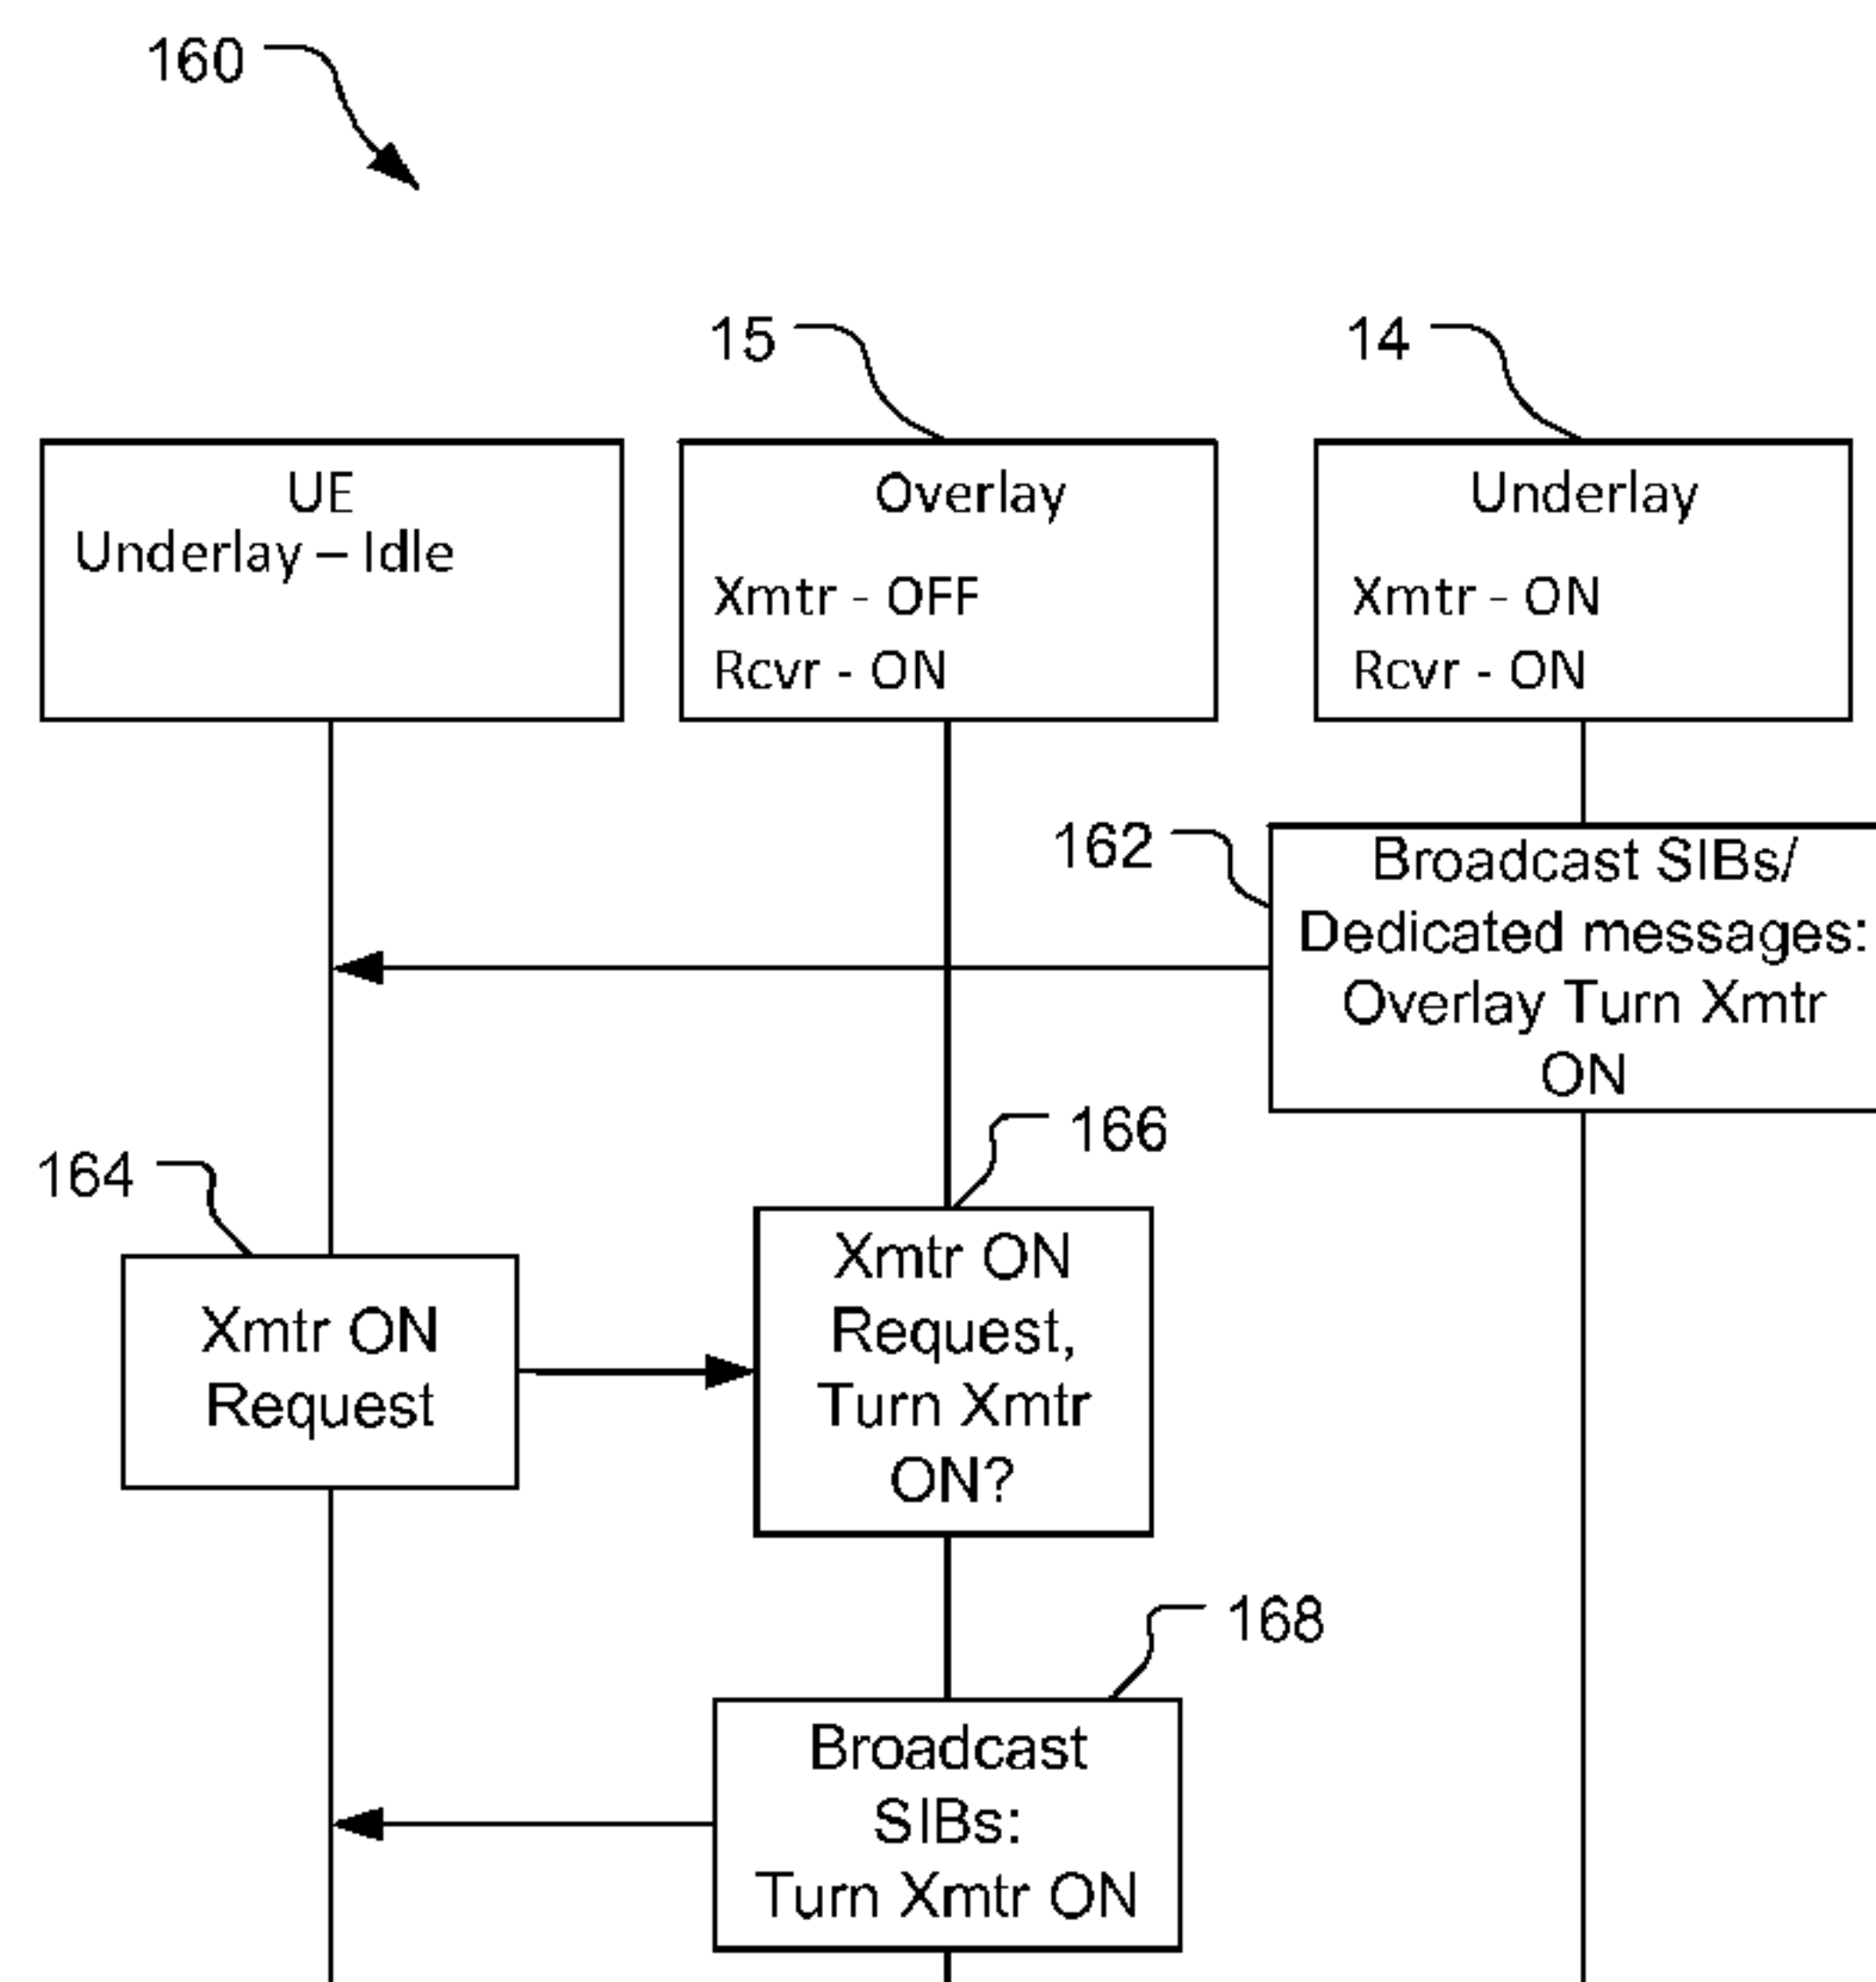 160
15
14
UE
Underlay – Idle
Overlay
Xmtr - OFF
Rcvr - ON
Underlay
Xmtr - ON
Rcvr - ON
162
Broadcast SIBs/
Dedicated messages:
Overlay Turn Xmtr
ON
164
Xmtr ON
Request
166
Xmtr ON
Request,
Turn Xmtr
ON?
168
Broadcast
SIBs:
Turn Xmtr ON